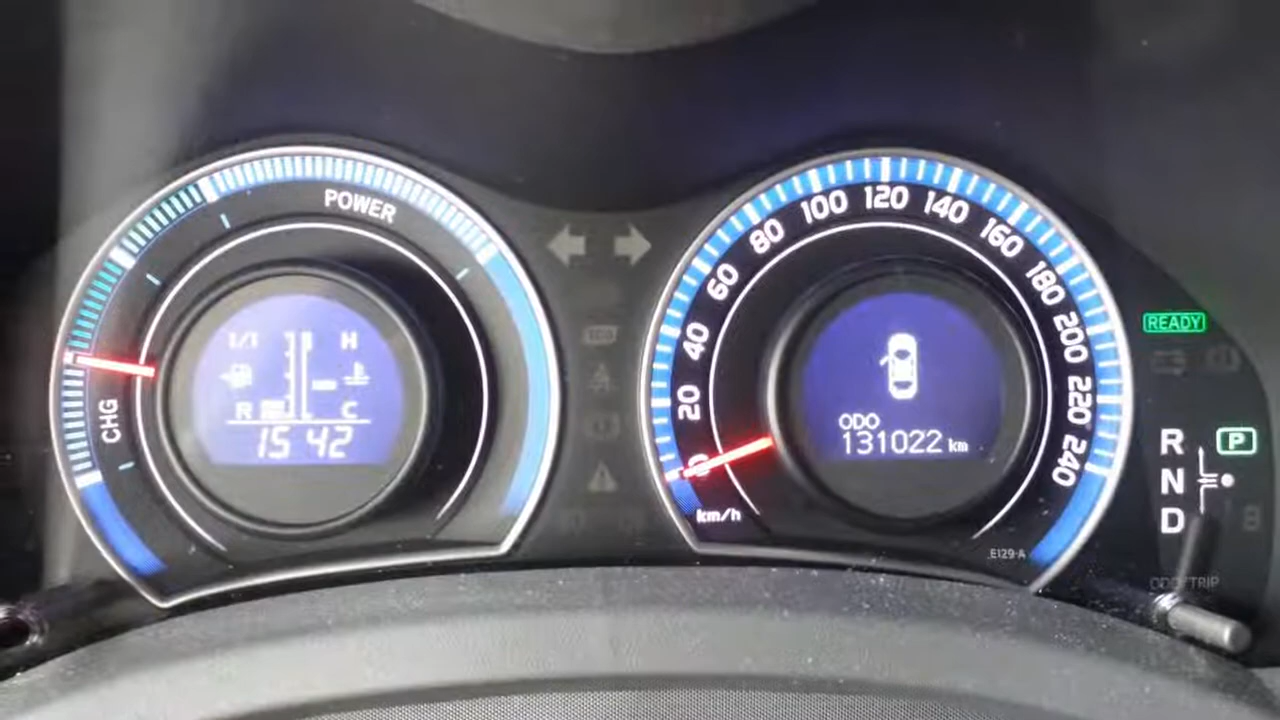 POWER
CHG
1/1
H
R
C
15 42
0
20
40
60
80
100
120
140
160
180
200
220
240
km/h
ODO
131022 km
E129-A
READY
R
P
N
D
B
ODO/TRIP